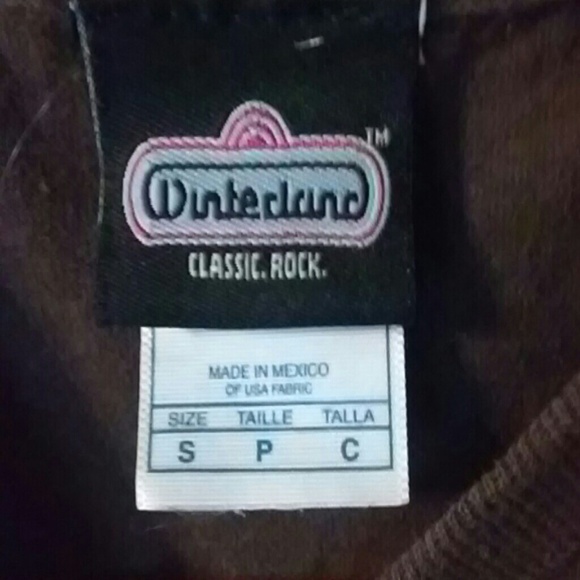 Winterland TM
CLASSIC. ROCK.
MADE IN MEXICO
OF USA FABRIC
SIZE TAILLE TALLA
S P C